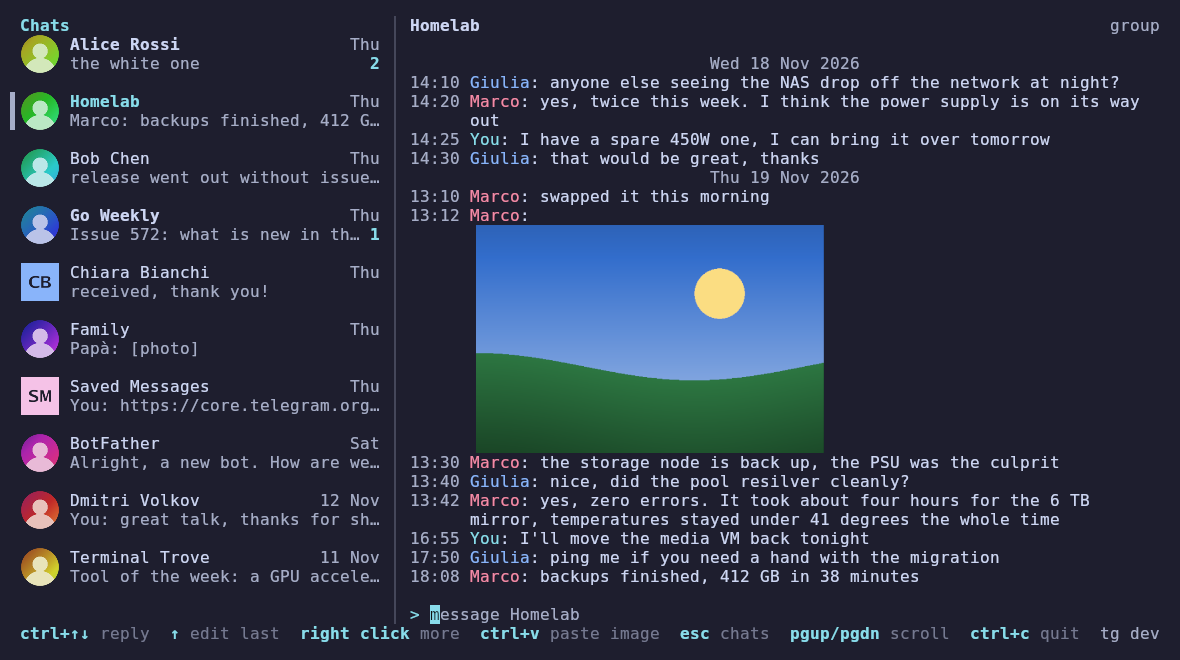 Chats
Alice Rossi Thu
the white one 2
Homelab Thu
Marco: backups finished, 412 G…
Bob Chen Thu
release went out without issue…
Go Weekly Thu
Issue 572: what is new in th… 1
CB
Chiara Bianchi Thu
received, thank you!
Family Thu
Papà: [photo]
SM
Saved Messages Thu
You: https://core.telegram.org…
BotFather Sat
Alright, a new bot. How are we…
Dmitri Volkov 12 Nov
You: great talk, thanks for sh…
Terminal Trove 11 Nov
Tool of the week: a GPU accele…
Homelab group
Wed 18 Nov 2026
14:10 Giulia: anyone else seeing the NAS drop off the network at night?
14:20 Marco: yes, twice this week. I think the power supply is on its way
out
14:25 You: I have a spare 450W one, I can bring it over tomorrow
14:30 Giulia: that would be great, thanks
Thu 19 Nov 2026
13:10 Marco: swapped it this morning
13:12 Marco:
13:30 Marco: the storage node is back up, the PSU was the culprit
13:40 Giulia: nice, did the pool resilver cleanly?
13:42 Marco: yes, zero errors. It took about four hours for the 6 TB
mirror, temperatures stayed under 41 degrees the whole time
16:55 You: I'll move the media VM back tonight
17:50 Giulia: ping me if you need a hand with the migration
18:08 Marco: backups finished, 412 GB in 38 minutes
> message Homelab
ctrl+↑↓ reply ↑ edit last right click more ctrl+v paste image esc chats pgup/pgdn scroll ctrl+c quit tg dev